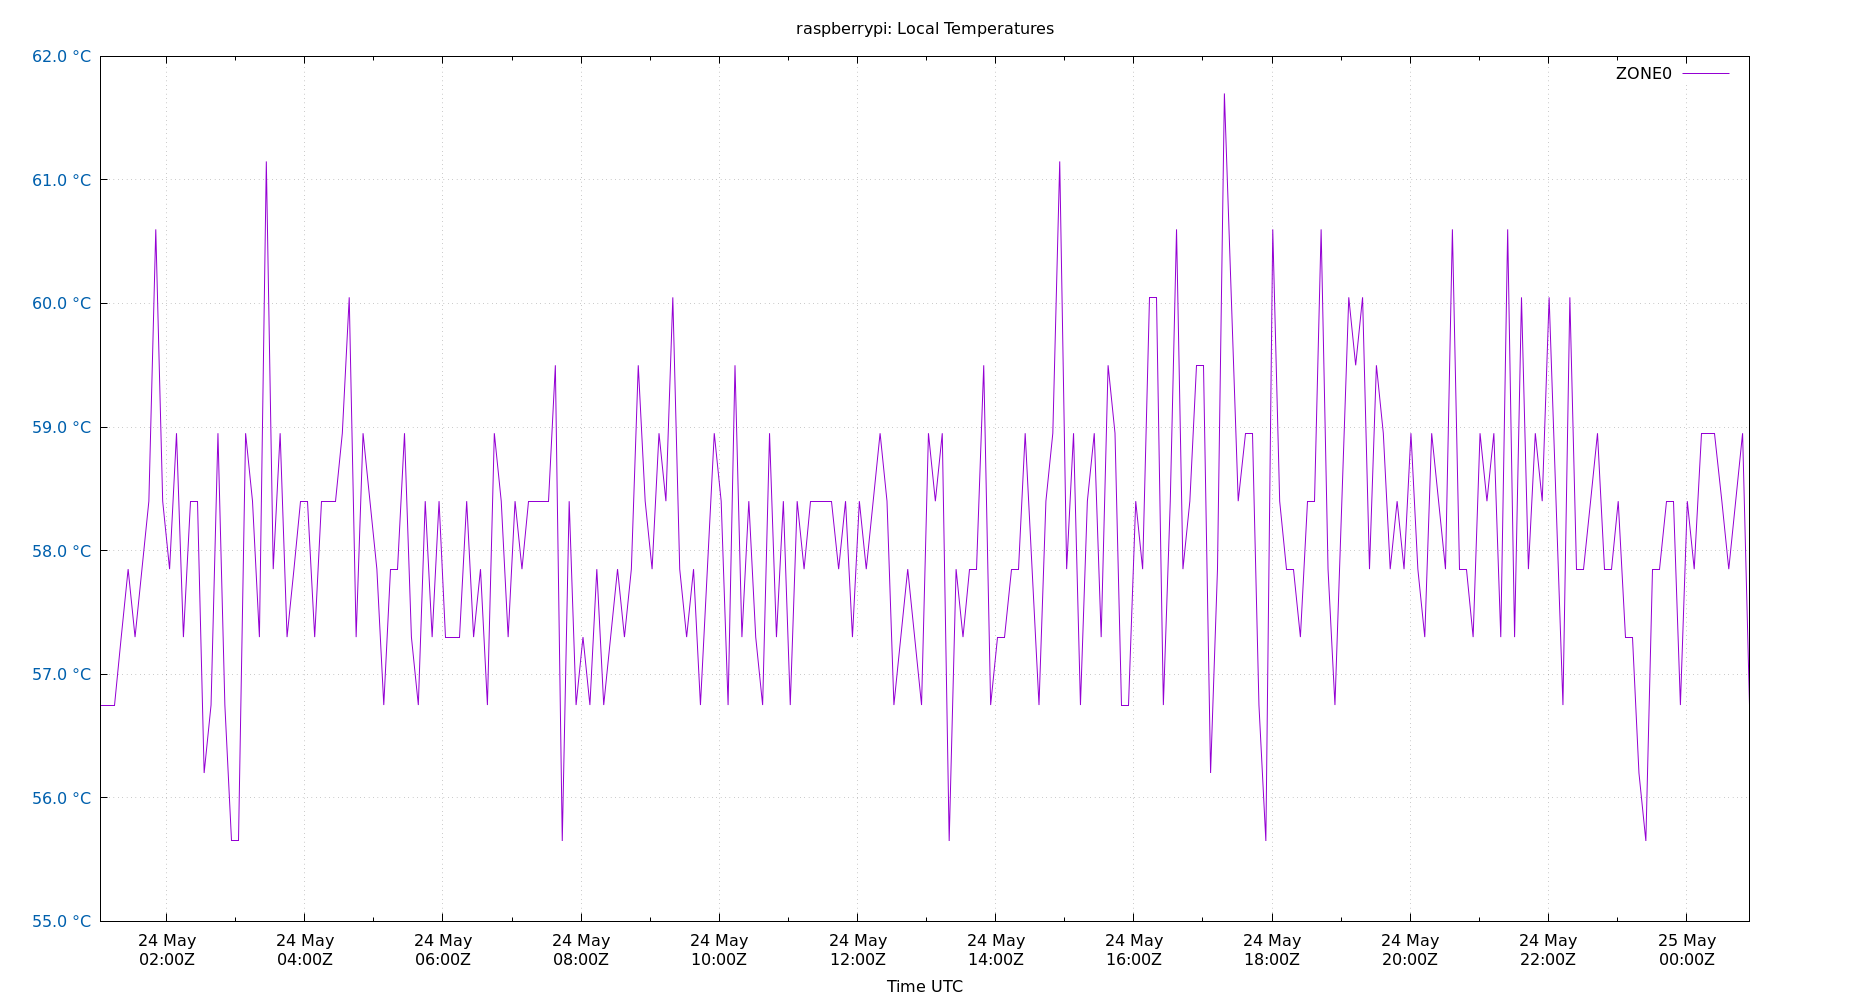 raspberrypi: Local Temperatures
ZONE0
62.0 °C
61.0 °C
60.0 °C
59.0 °C
58.0 °C
57.0 °C
56.0 °C
55.0 °C
24 May 24 May 24 May 24 May 24 May 24 May 24 May 24 May 24 May 24 May 24 May 25 May
02:00Z 04:00Z 06:00Z 08:00Z 10:00Z 12:00Z 14:00Z 16:00Z 18:00Z 20:00Z 22:00Z 00:00Z
Time UTC